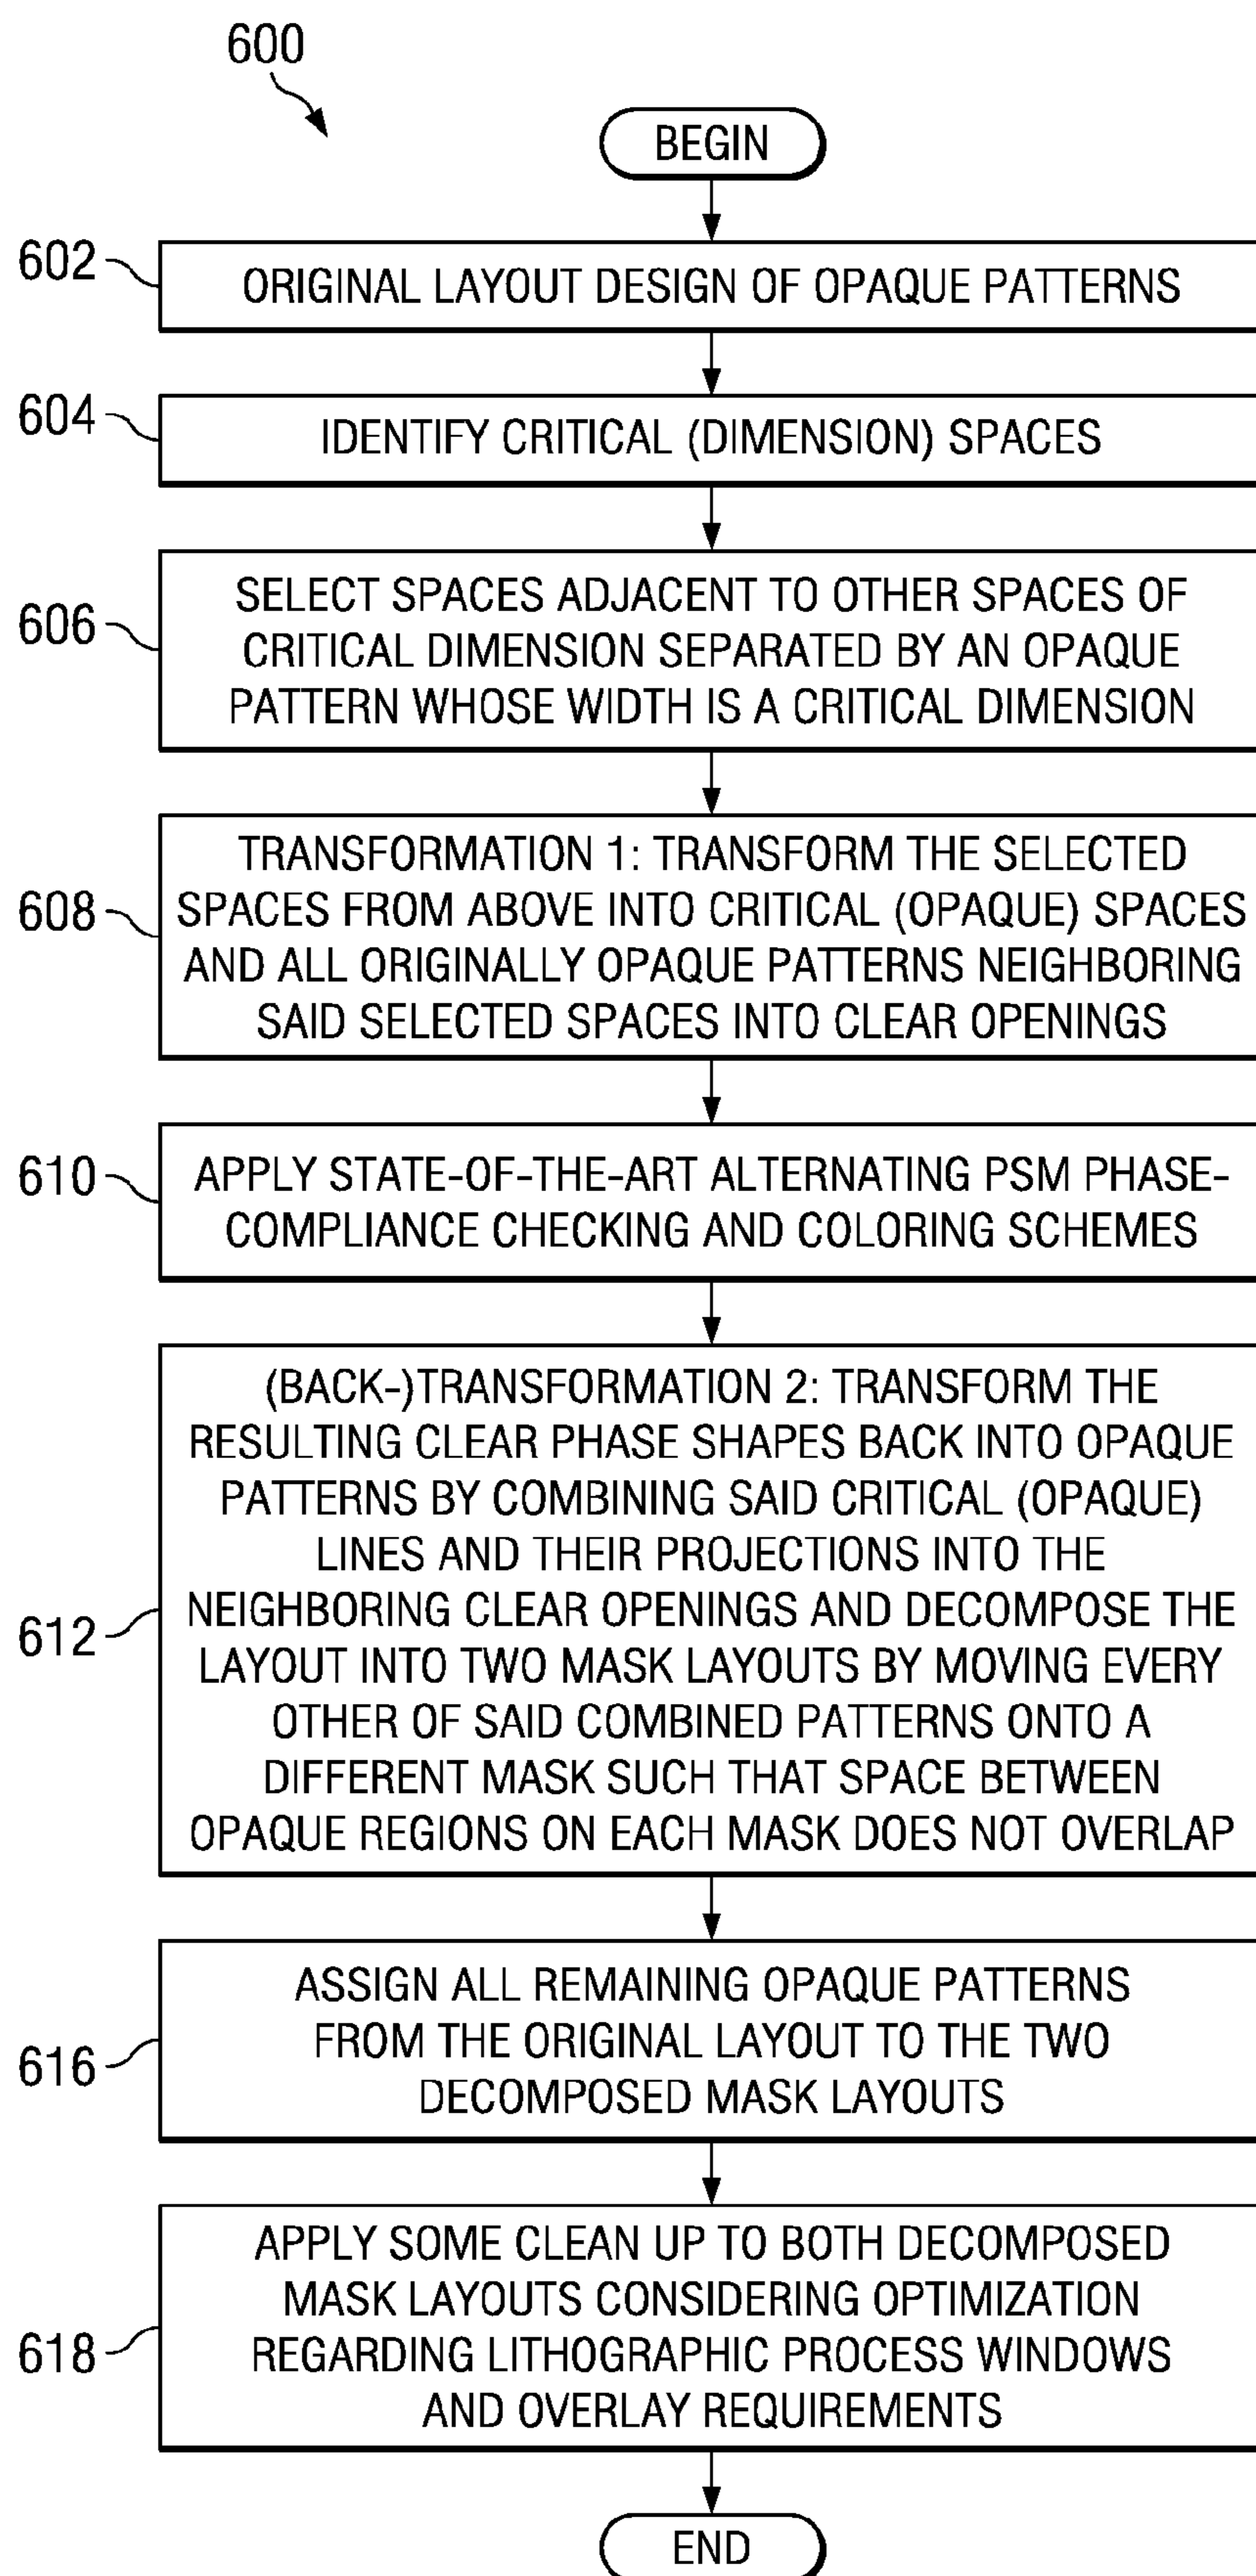 600
BEGIN
602
ORIGINAL LAYOUT DESIGN OF OPAQUE PATTERNS
604
IDENTIFY CRITICAL (DIMENSION) SPACES
606
SELECT SPACES ADJACENT TO OTHER SPACES OF
CRITICAL DIMENSION SEPARATED BY AN OPAQUE
PATTERN WHOSE WIDTH IS A CRITICAL DIMENSION
608
TRANSFORMATION 1: TRANSFORM THE SELECTED
SPACES FROM ABOVE INTO CRITICAL (OPAQUE) SPACES
AND ALL ORIGINALLY OPAQUE PATTERNS NEIGHBORING
SAID SELECTED SPACES INTO CLEAR OPENINGS
610
APPLY STATE-OF-THE-ART ALTERNATING PSM PHASE-
COMPLIANCE CHECKING AND COLORING SCHEMES
612
(BACK-)TRANSFORMATION 2: TRANSFORM THE
RESULTING CLEAR PHASE SHAPES BACK INTO OPAQUE
PATTERNS BY COMBINING SAID CRITICAL (OPAQUE)
LINES AND THEIR PROJECTIONS INTO THE
NEIGHBORING CLEAR OPENINGS AND DECOMPOSE THE
LAYOUT INTO TWO MASK LAYOUTS BY MOVING EVERY
OTHER OF SAID COMBINED PATTERNS ONTO A
DIFFERENT MASK SUCH THAT SPACE BETWEEN
OPAQUE REGIONS ON EACH MASK DOES NOT OVERLAP
616
ASSIGN ALL REMAINING OPAQUE PATTERNS
FROM THE ORIGINAL LAYOUT TO THE TWO
DECOMPOSED MASK LAYOUTS
618
APPLY SOME CLEAN UP TO BOTH DECOMPOSED
MASK LAYOUTS CONSIDERING OPTIMIZATION
REGARDING LITHOGRAPHIC PROCESS WINDOWS
AND OVERLAY REQUIREMENTS
END